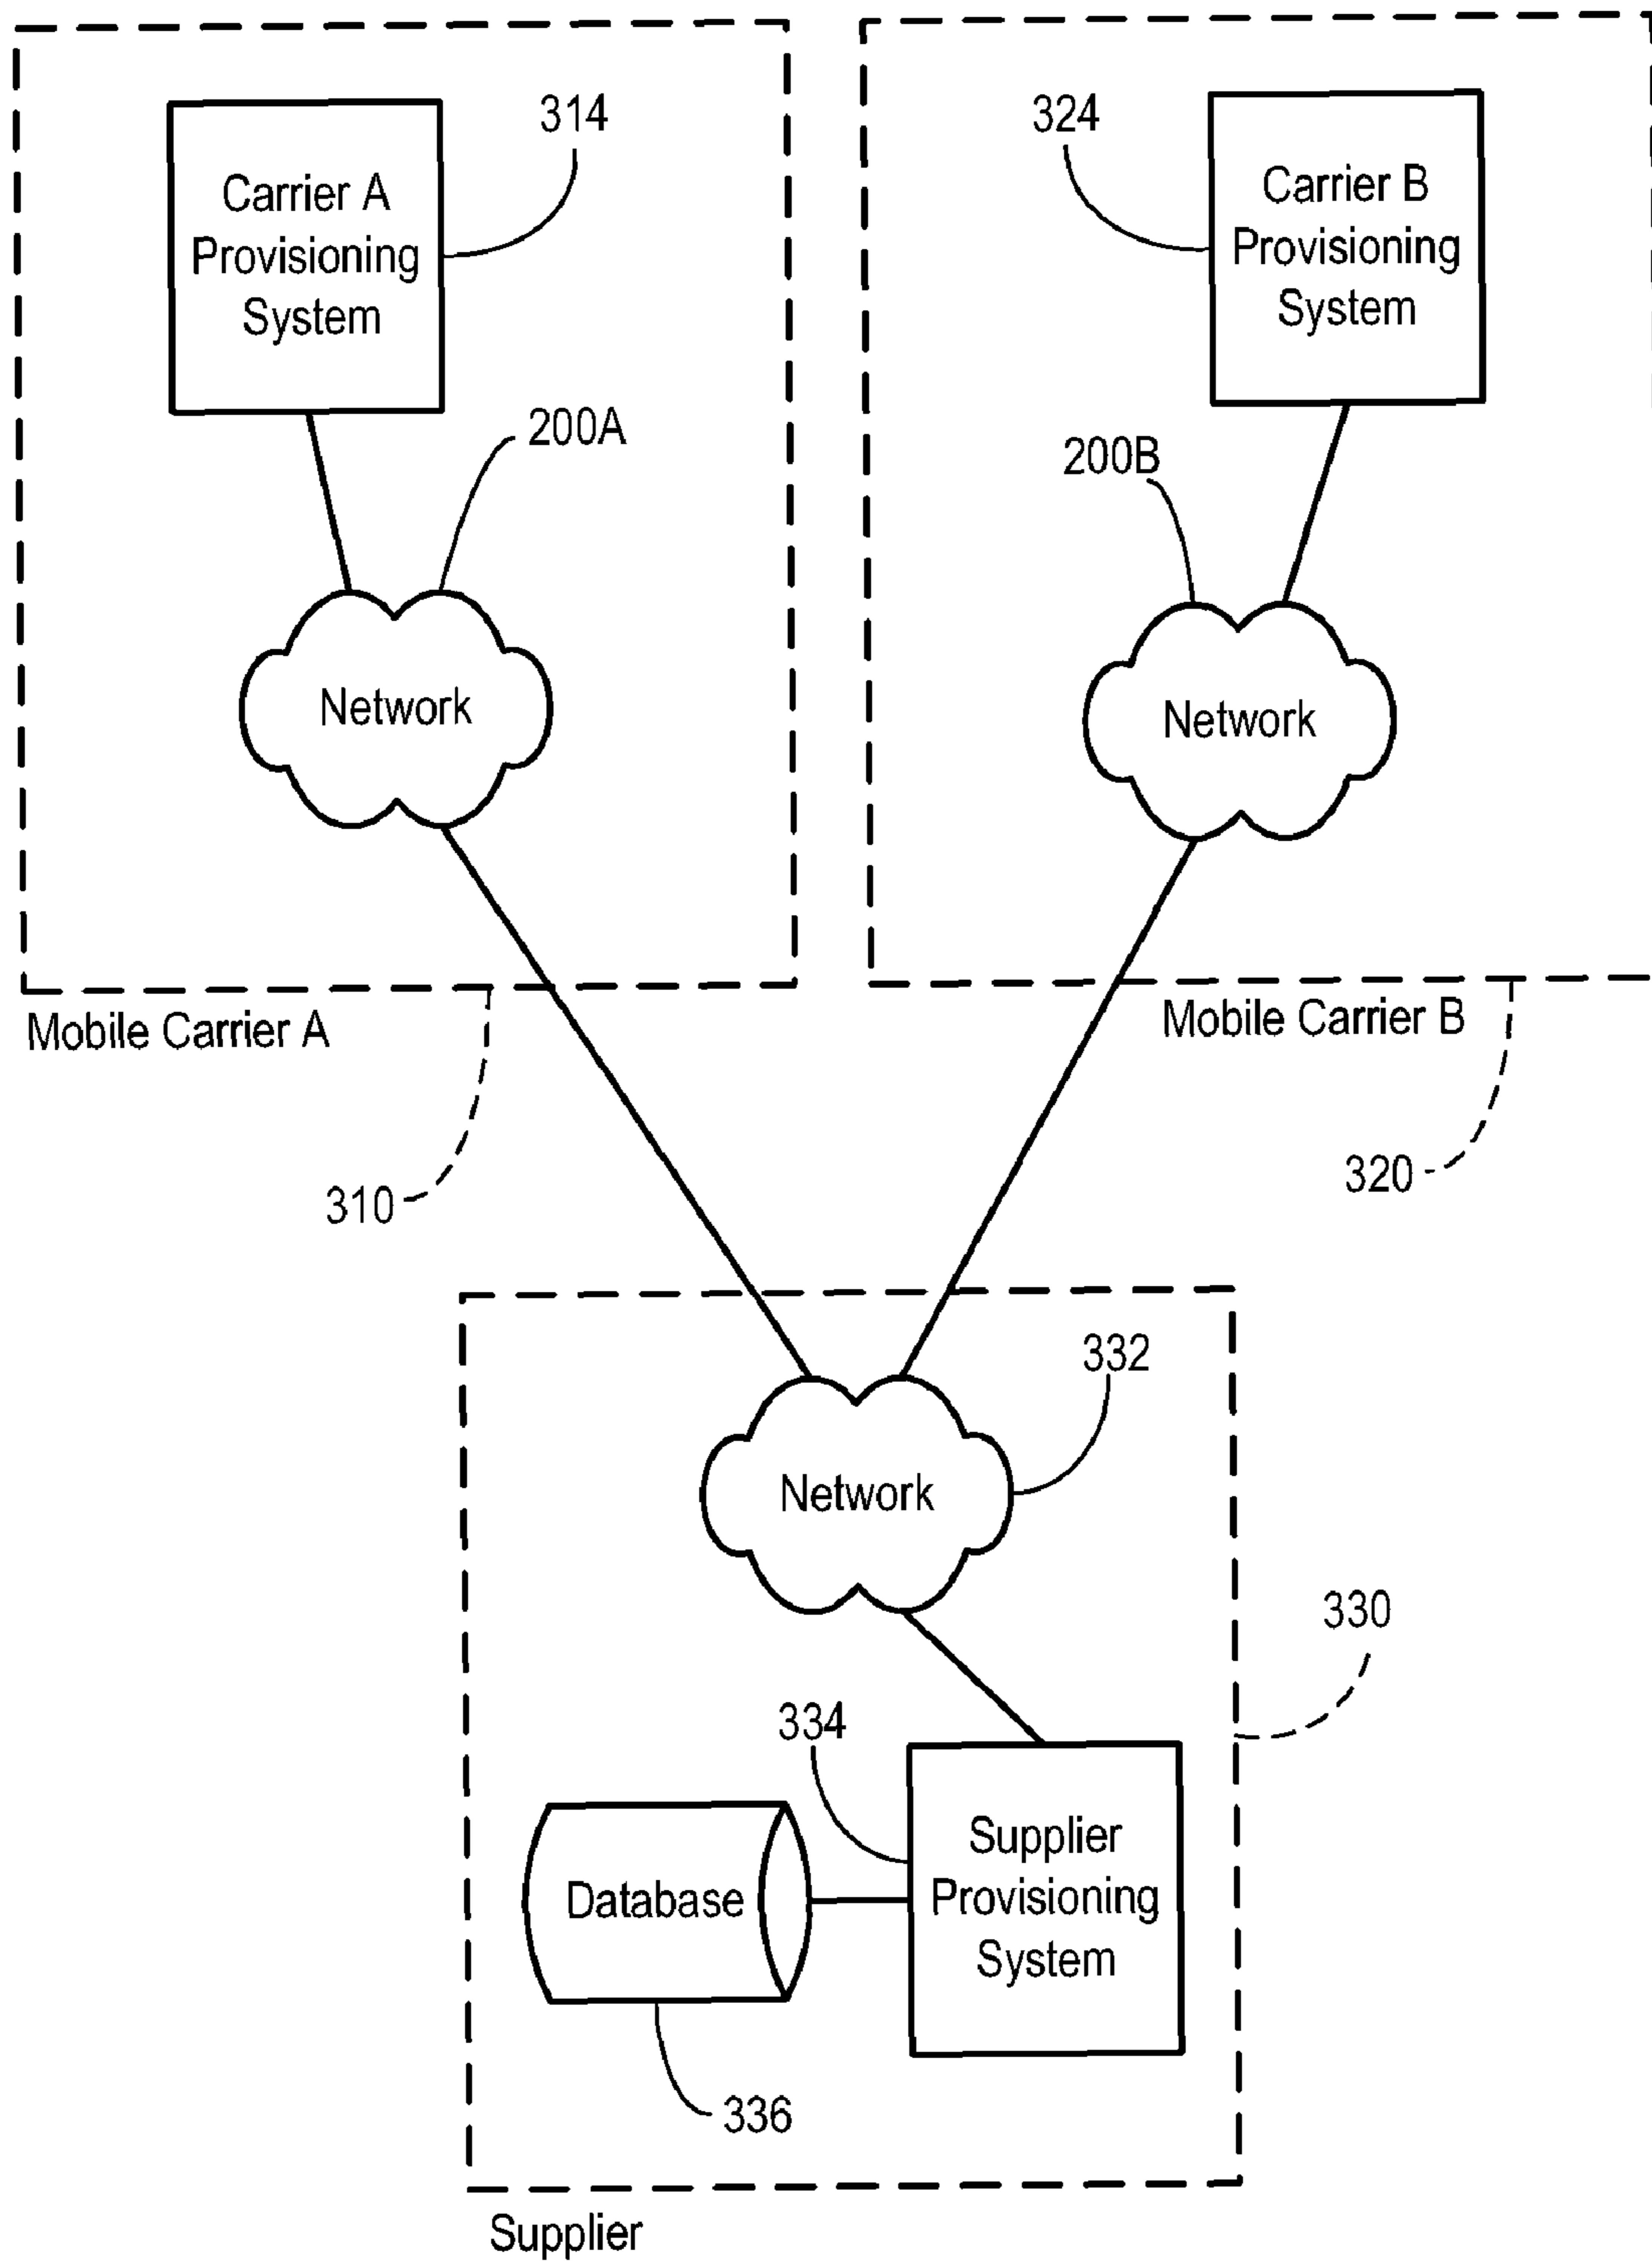 314
Carrier A
Provisioning
System
200A
Network
Mobile Carrier A
310
324
Carrier B
Provisioning
System
200B
Network
Mobile Carrier B
320
332
Network
330
334
Supplier
Provisioning
System
Database
336
Supplier